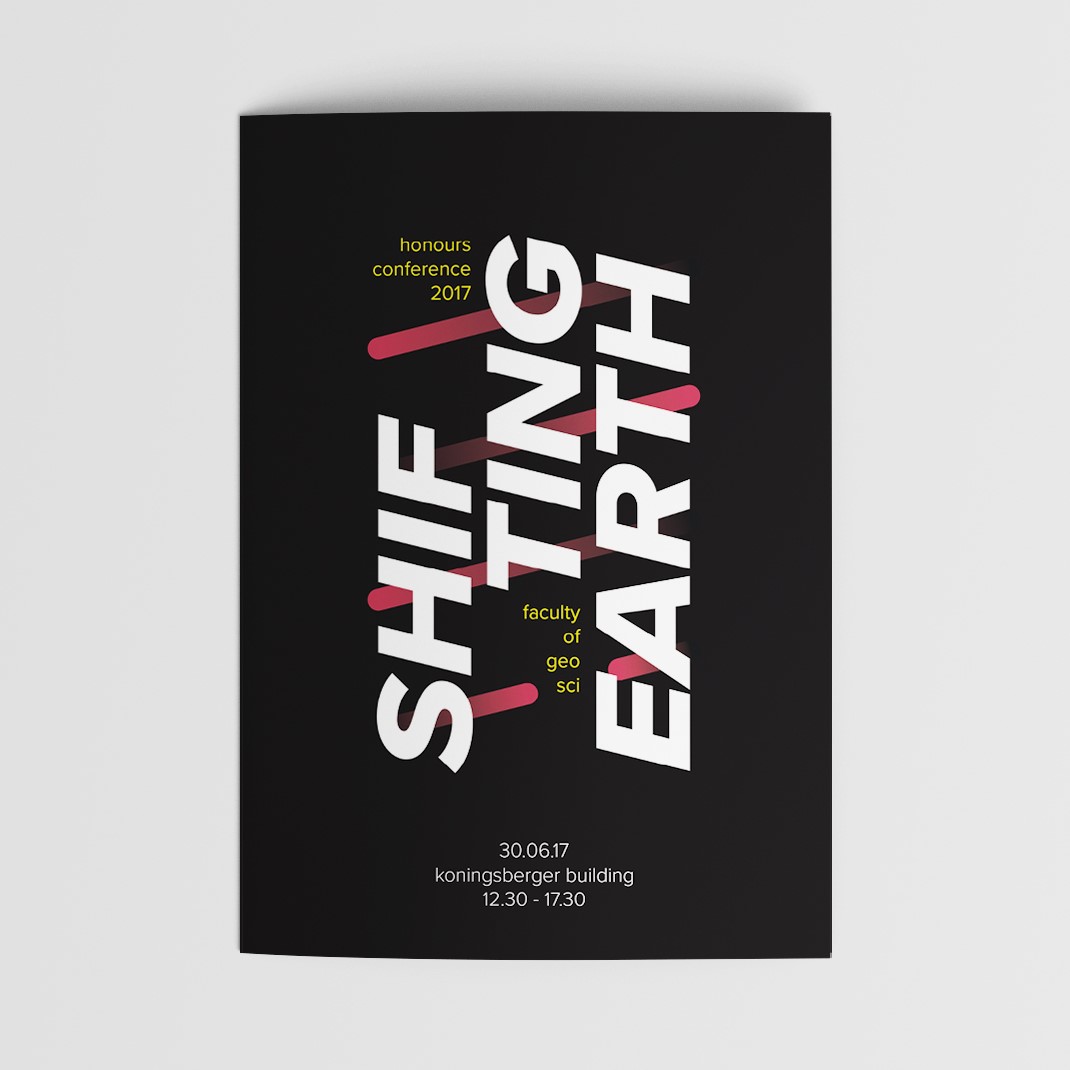 honours
conference
2017
SHIF
TING
EARTH
faculty
of
geo
sci
30.06.17
koningsberger building
12.30 - 17.30